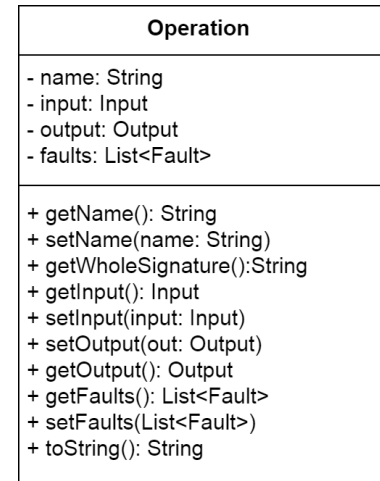 Operation
- name: String
- input: Input
- output: Output
- faults: List<Fault>
+ getName(): String
+ setName(name: String)
+ getWholeSignature():String
+ getInput(): Input
+ setInput(input: Input)
+ setOutput(out: Output)
+ getOutput(): Output
+ getFaults(): List<Fault>
+ setFaults(List<Fault>)
+ toString(): String